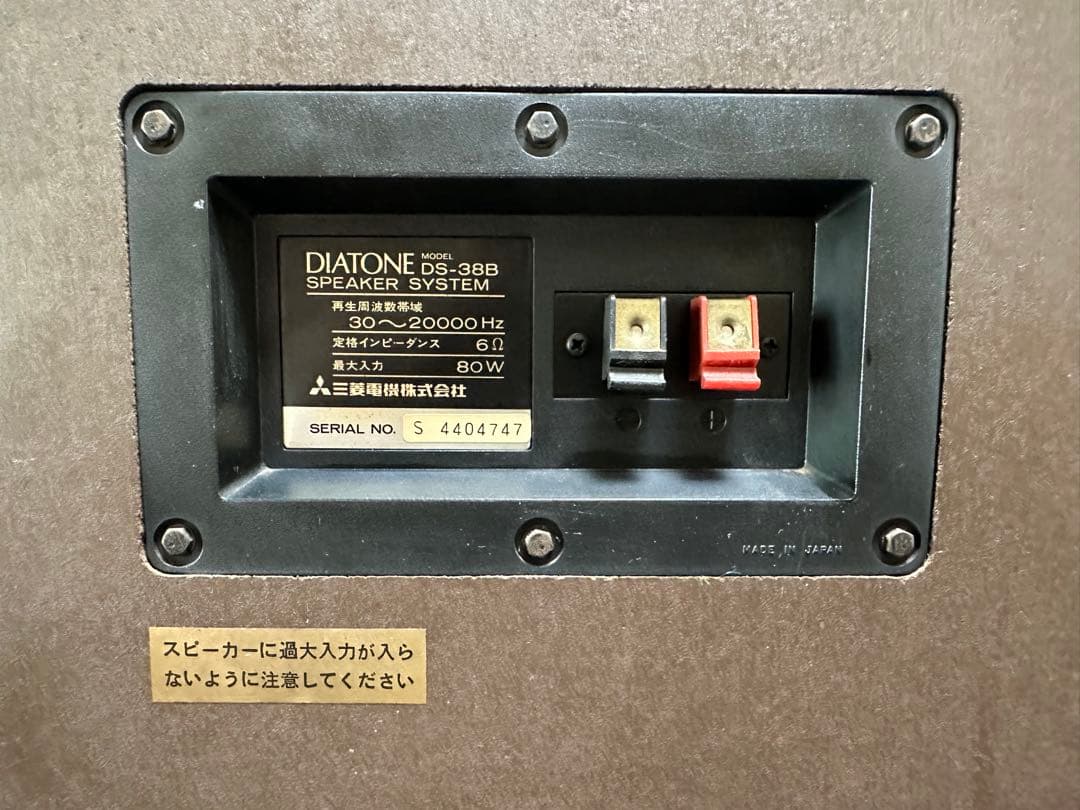 DIATONE MODEL DS-38B
SPEAKER SYSTEM
再生周波数帯域
30〜20000Hz
定格インピーダンス 6Ω
最大入力 80W
三菱電機株式会社
SERIAL NO. S 4404747
− +
MADE IN JAPAN
スピーカーに過大入力が入ら
ないように注意してください